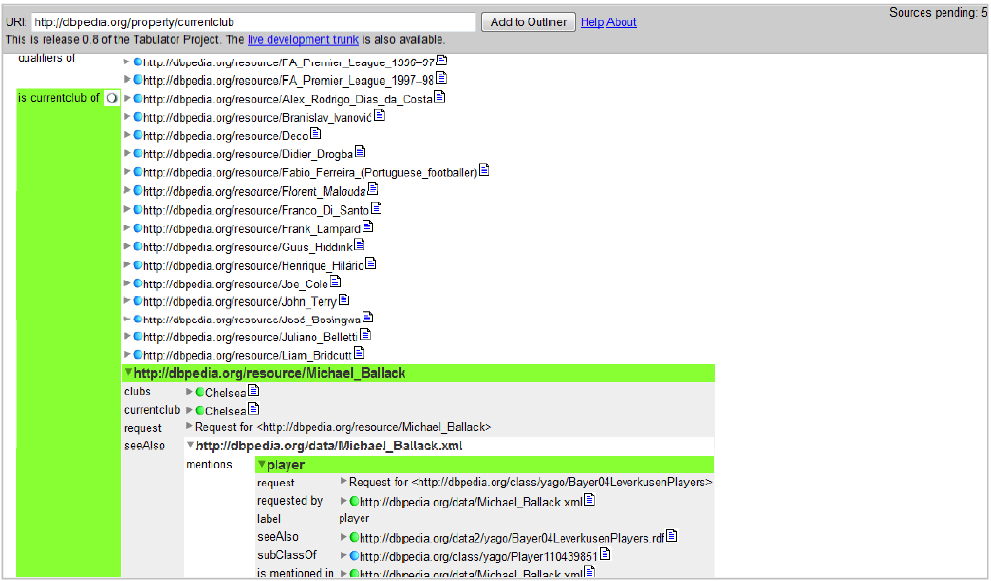 Sources pending: 5
URI: http://dbpedia.org/property/currentclub Add to Outliner Help About
This is release 0.8 of the Tabulator Project. The live development trunk is also available.
qualifiers of http://dbpedia.org/resource/FA_Premier_League_1996–97
http://dbpedia.org/resource/FA_Premier_League_1997–98
is currentclub of http://dbpedia.org/resource/Alex_Rodrigo_Dias_da_Costa
http://dbpedia.org/resource/Branislav_Ivanović
http://dbpedia.org/resource/Deco
http://dbpedia.org/resource/Didier_Drogba
http://dbpedia.org/resource/Fabio_Ferreira_(Portuguese_footballer)
http://dbpedia.org/resource/Florent_Malouda
http://dbpedia.org/resource/Franco_Di_Santo
http://dbpedia.org/resource/Frank_Lampard
http://dbpedia.org/resource/Guus_Hiddink
http://dbpedia.org/resource/Henrique_Hilário
http://dbpedia.org/resource/Joe_Cole
http://dbpedia.org/resource/John_Terry
http://dbpedia.org/resource/José_Bosingwa
http://dbpedia.org/resource/Juliano_Belletti
http://dbpedia.org/resource/Liam_Bridcutt
http://dbpedia.org/resource/Michael_Ballack
clubs Chelsea
currentclub Chelsea
request Request for <http://dbpedia.org/resource/Michael_Ballack>
seeAlso http://dbpedia.org/data/Michael_Ballack.xml
mentions player
request Request for <http://dbpedia.org/class/yago/Bayer04LeverkusenPlayers>
requested by http://dbpedia.org/data/Michael_Ballack.xml
label player
seeAlso http://dbpedia.org/data2/yago/Bayer04LeverkusenPlayers.rdf
subClassOf http://dbpedia.org/class/yago/Player110439851
is mentioned in http://dbpedia.org/data/Michael_Ballack.xml